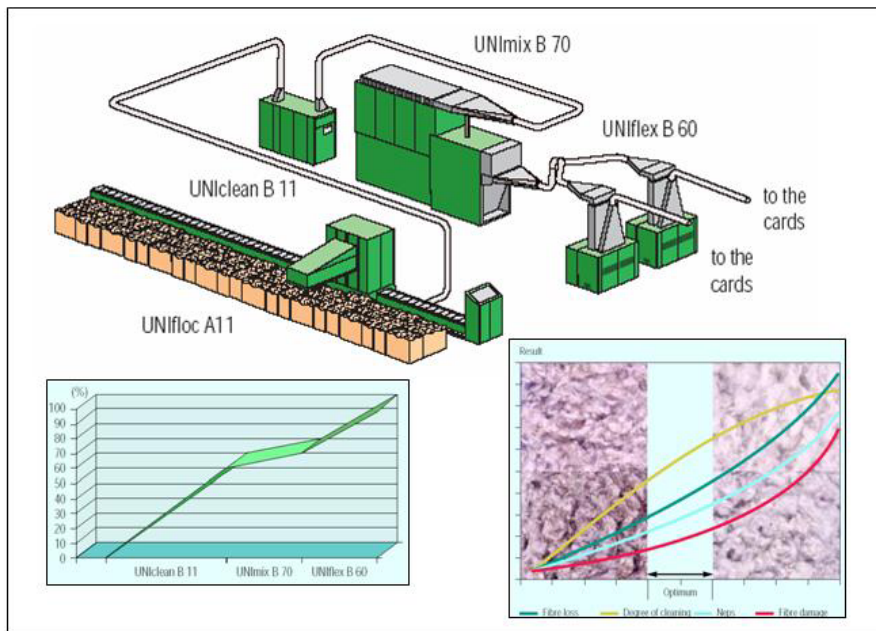 UNImix B 70
UNIflex B 60
UNIclean B 11
to the
cards
to the
cards
UNIfloc A11
(%)
100
90
80
70
60
50
40
30
20
10
0
UNIclean B 11
UNImix B 70
UNIflex B 60
Result
Optimum
Fibre loss
Degree of cleaning
Neps
Fibre damage